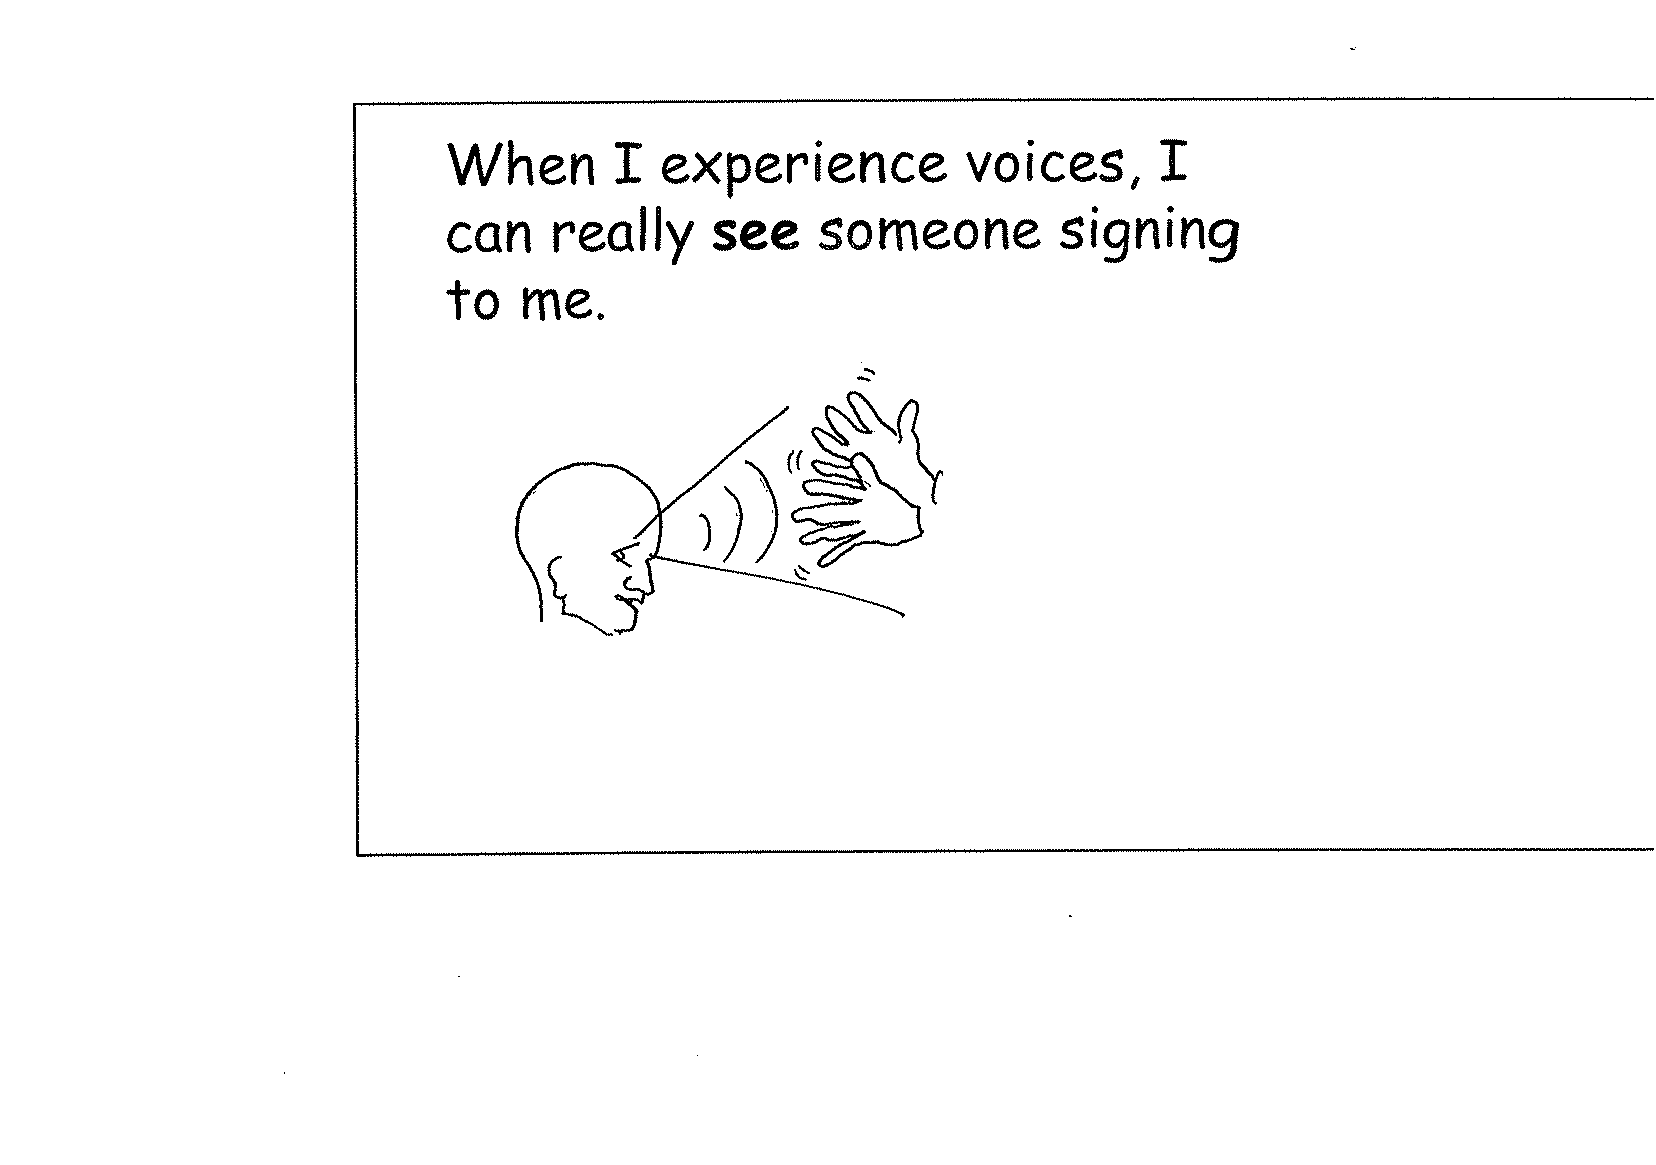 When I experience voices, I
can really see someone signing
to me.